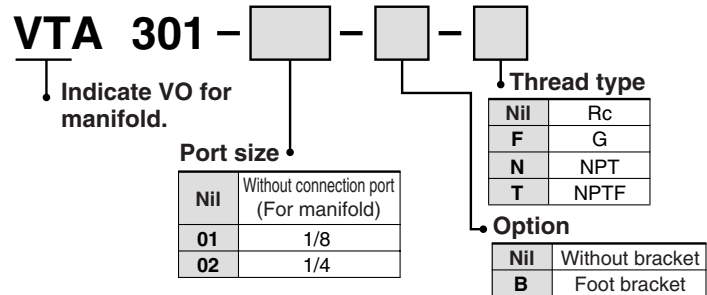 VTA 301 – – –
Indicate VO for
manifold.
Port size
Nil Without connection port
(For manifold)
01 1/8
02 1/4
Thread type
Nil Rc
F G
N NPT
T NPTF
Option
Nil Without bracket
B Foot bracket